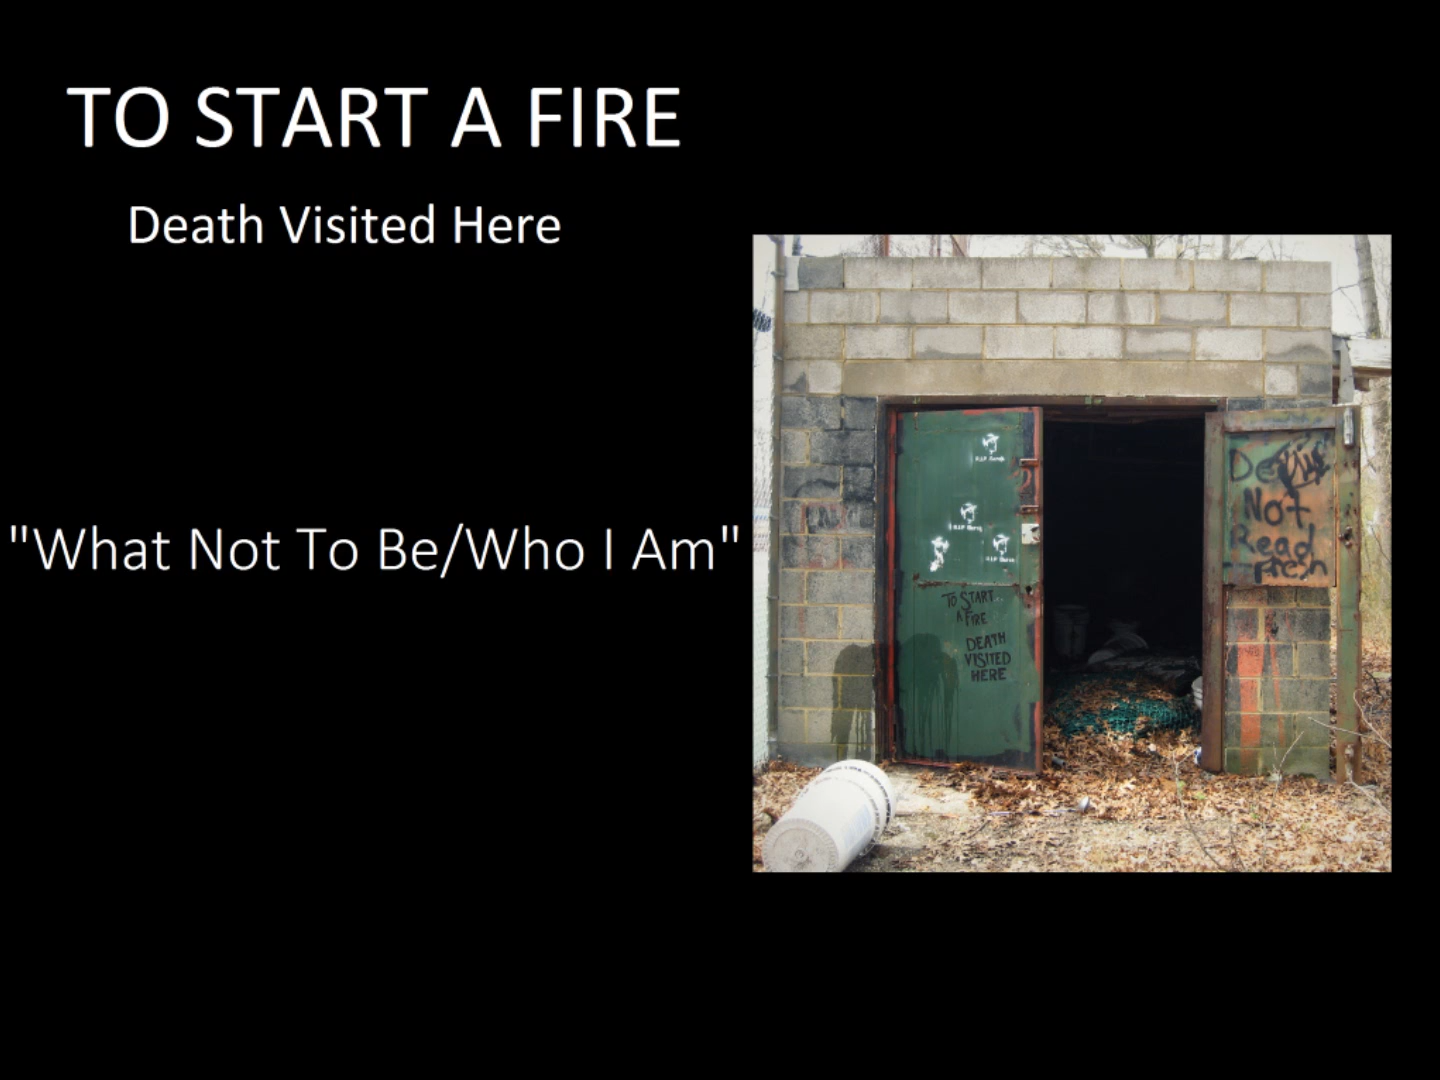 TO START A FIRE
Death Visited Here
"What Not To Be/Who I Am"
TO START
A FIRE
DEATH
VISITED
HERE
Not
Read
Fresh